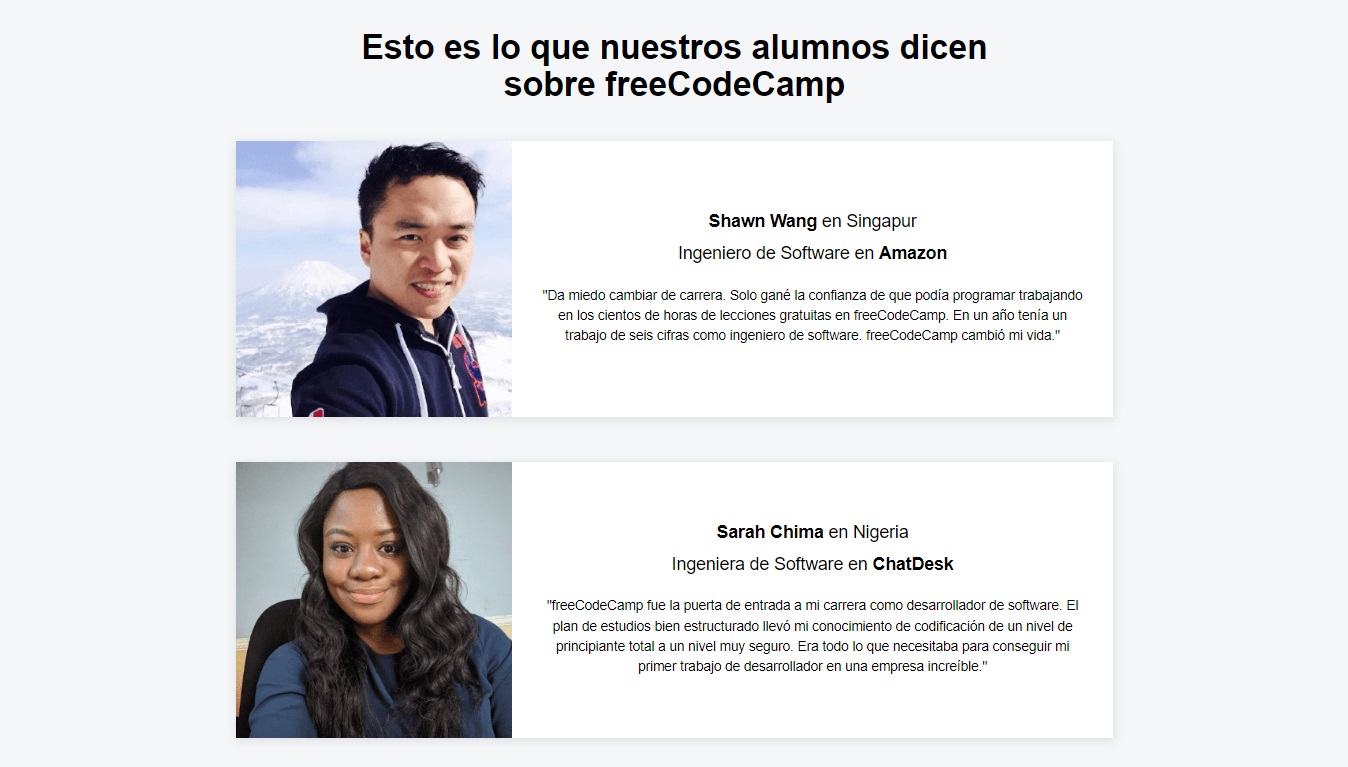 Esto es lo que nuestros alumnos dicen
sobre freeCodeCamp
Shawn Wang en Singapur
Ingeniero de Software en Amazon
"Da miedo cambiar de carrera. Solo gané la confianza de que podía programar trabajando
en los cientos de horas de lecciones gratuitas en freeCodeCamp. En un año tenía un
trabajo de seis cifras como ingeniero de software. freeCodeCamp cambió mi vida."
Sarah Chima en Nigeria
Ingeniera de Software en ChatDesk
"freeCodeCamp fue la puerta de entrada a mi carrera como desarrollador de software. El
plan de estudios bien estructurado llevó mi conocimiento de codificación de un nivel de
principiante total a un nivel muy seguro. Era todo lo que necesitaba para conseguir mi
primer trabajo de desarrollador en una empresa increíble."